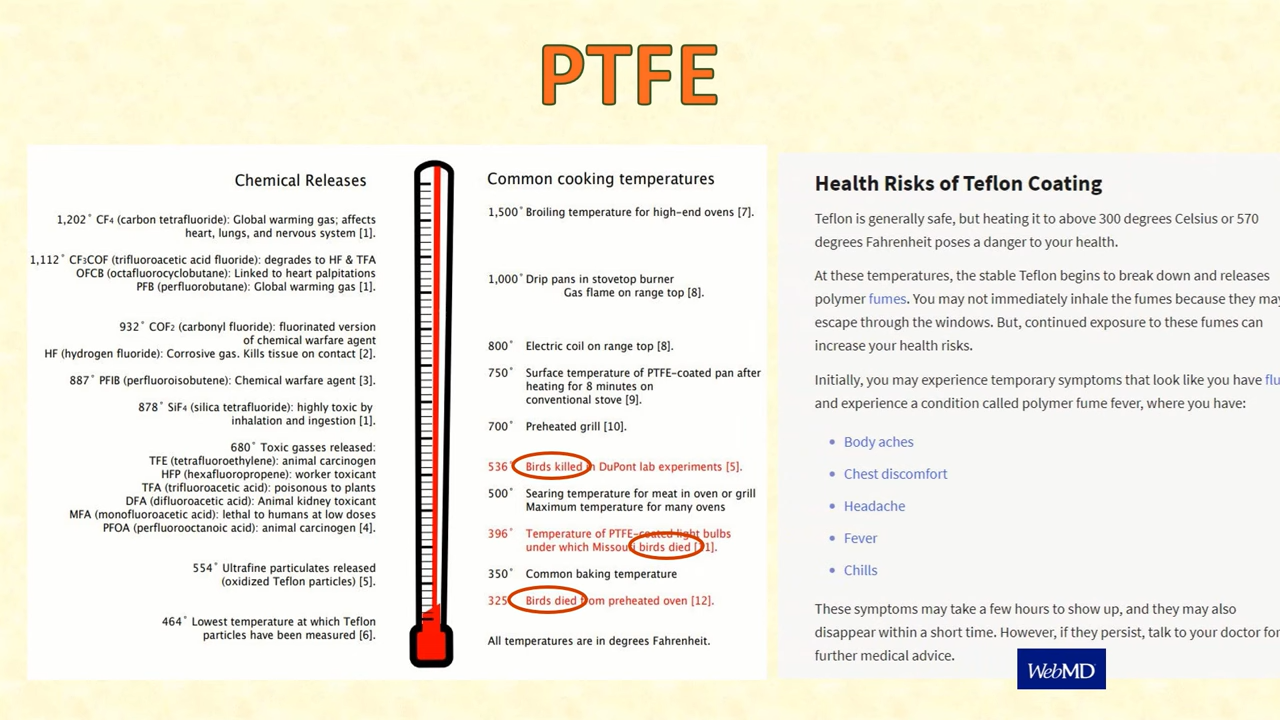 PTFE
Chemical Releases
1,202° CF₄ (carbon tetrafluoride): Global warming gas; affects
heart, lungs, and nervous system [1].
1,112° CF₃COF (trifluoroacetic acid fluoride): degrades to HF & TFA
OFCB (octafluorocyclobutane): Linked to heart palpitations
PFB (perfluorobutane): Global warming gas [1].
932° COF₂ (carbonyl fluoride): fluorinated version
of chemical warfare agent
HF (hydrogen fluoride): Corrosive gas. Kills tissue on contact [2].
887° PFIB (perfluoroisobutene): Chemical warfare agent [3].
878° SiF₄ (silica tetrafluoride): highly toxic by
inhalation and ingestion [1].
680° Toxic gasses released:
TFE (tetrafluoroethylene): animal carcinogen
HFP (hexafluoropropene): worker toxicant
TFA (trifluoroacetic acid): poisonous to plants
DFA (difluoroacetic acid): Animal kidney toxicant
MFA (monofluoroacetic acid): lethal to humans at low doses
PFOA (perfluorooctanoic acid): animal carcinogen [4].
554° Ultrafine particulates released
(oxidized Teflon particles) [5].
464° Lowest temperature at which Teflon
particles have been measured [6].
Common cooking temperatures
1,500° Broiling temperature for high-end ovens [7].
1,000° Drip pans in stovetop burner
Gas flame on range top [8].
800° Electric coil on range top [8].
750° Surface temperature of PTFE-coated pan after
heating for 8 minutes on
conventional stove [9].
700° Preheated grill [10].
536° Birds killed in DuPont lab experiments [5].
500° Searing temperature for meat in oven or grill
Maximum temperature for many ovens
396° Temperature of PTFE-coated light bulbs
under which Missouri birds died [11].
350° Common baking temperature
325° Birds died from preheated oven [12].
All temperatures are in degrees Fahrenheit.
Health Risks of Teflon Coating
Teflon is generally safe, but heating it to above 300 degrees Celsius or 570
degrees Fahrenheit poses a danger to your health.
At these temperatures, the stable Teflon begins to break down and releases
polymer fumes. You may not immediately inhale the fumes because they may
escape through the windows. But, continued exposure to these fumes can
increase your health risks.
Initially, you may experience temporary symptoms that look like you have flu
and experience a condition called polymer fume fever, where you have:
• Body aches
• Chest discomfort
• Headache
• Fever
• Chills
These symptoms may take a few hours to show up, and they may also
disappear within a short time. However, if they persist, talk to your doctor for
further medical advice.
WebMD